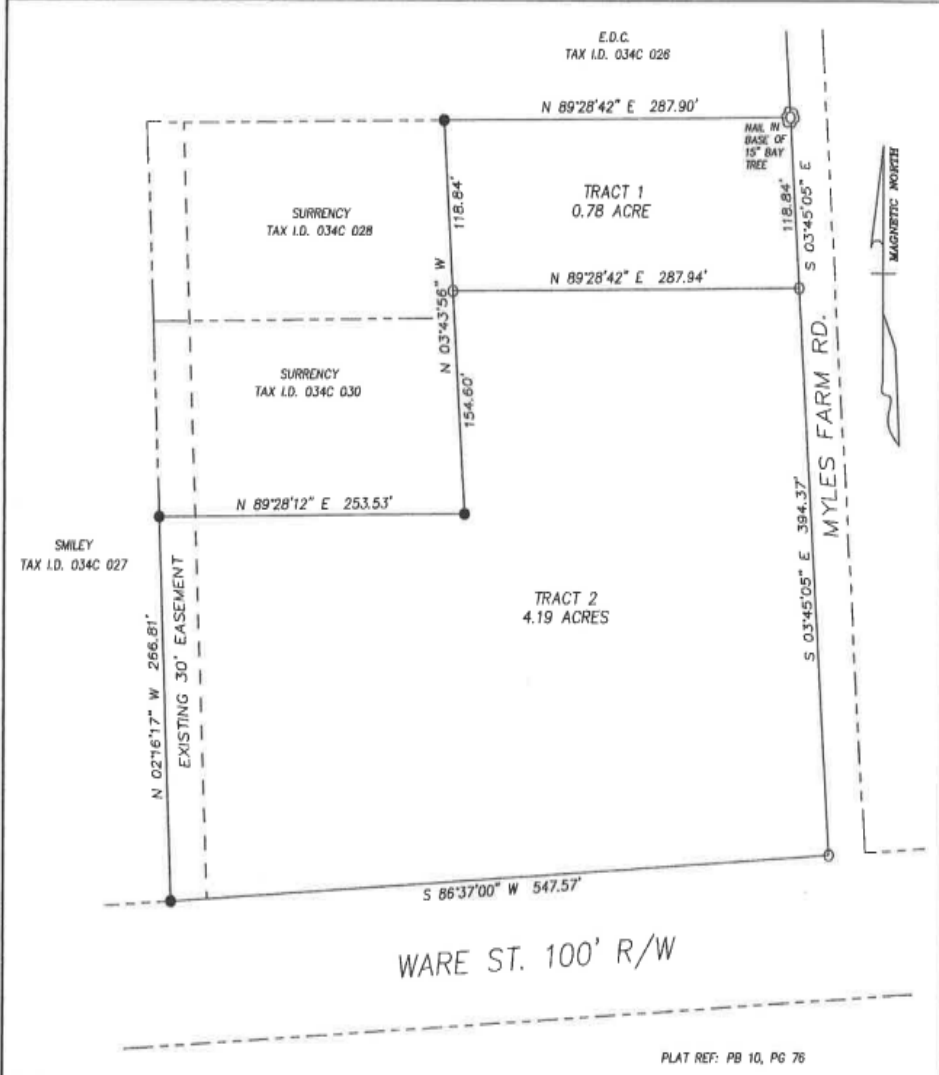 E.D.C.
TAX I.D. 034C 026
N 89°28'42" E 287.90'
NAIL IN
BASE OF
15" BAY
TREE
MAGNETIC NORTH
118.84'
TRACT 1
0.78 ACRE
118.84'
S 03°45'05" E
SURRENCY
TAX I.D. 034C 028
N 89°28'42" E 287.94'
N 03°43'56" W
SURRENCY
TAX I.D. 034C 030
154.60'
MYLES FARM RD.
N 89°28'12" E 253.53'
S 03°45'05" E 394.37'
SMILEY
TAX I.D. 034C 027
N 02°16'17" W 266.81'
EXISTING 30' EASEMENT
TRACT 2
4.19 ACRES
S 86°37'00" W 547.57'
WARE ST. 100' R/W
PLAT REF: PB 10, PG 76